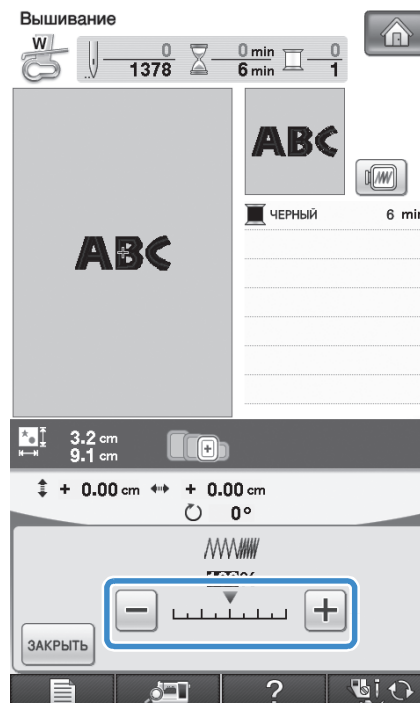 Вышивание
W
0 0 min 0
1378 6 min 1
ABC
ABC
ЧЕРНЫЙ 6 min
3.2 cm
9.1 cm
+ 0.00 cm + 0.00 cm
0°
− +
ЗАКРЫТЬ
?